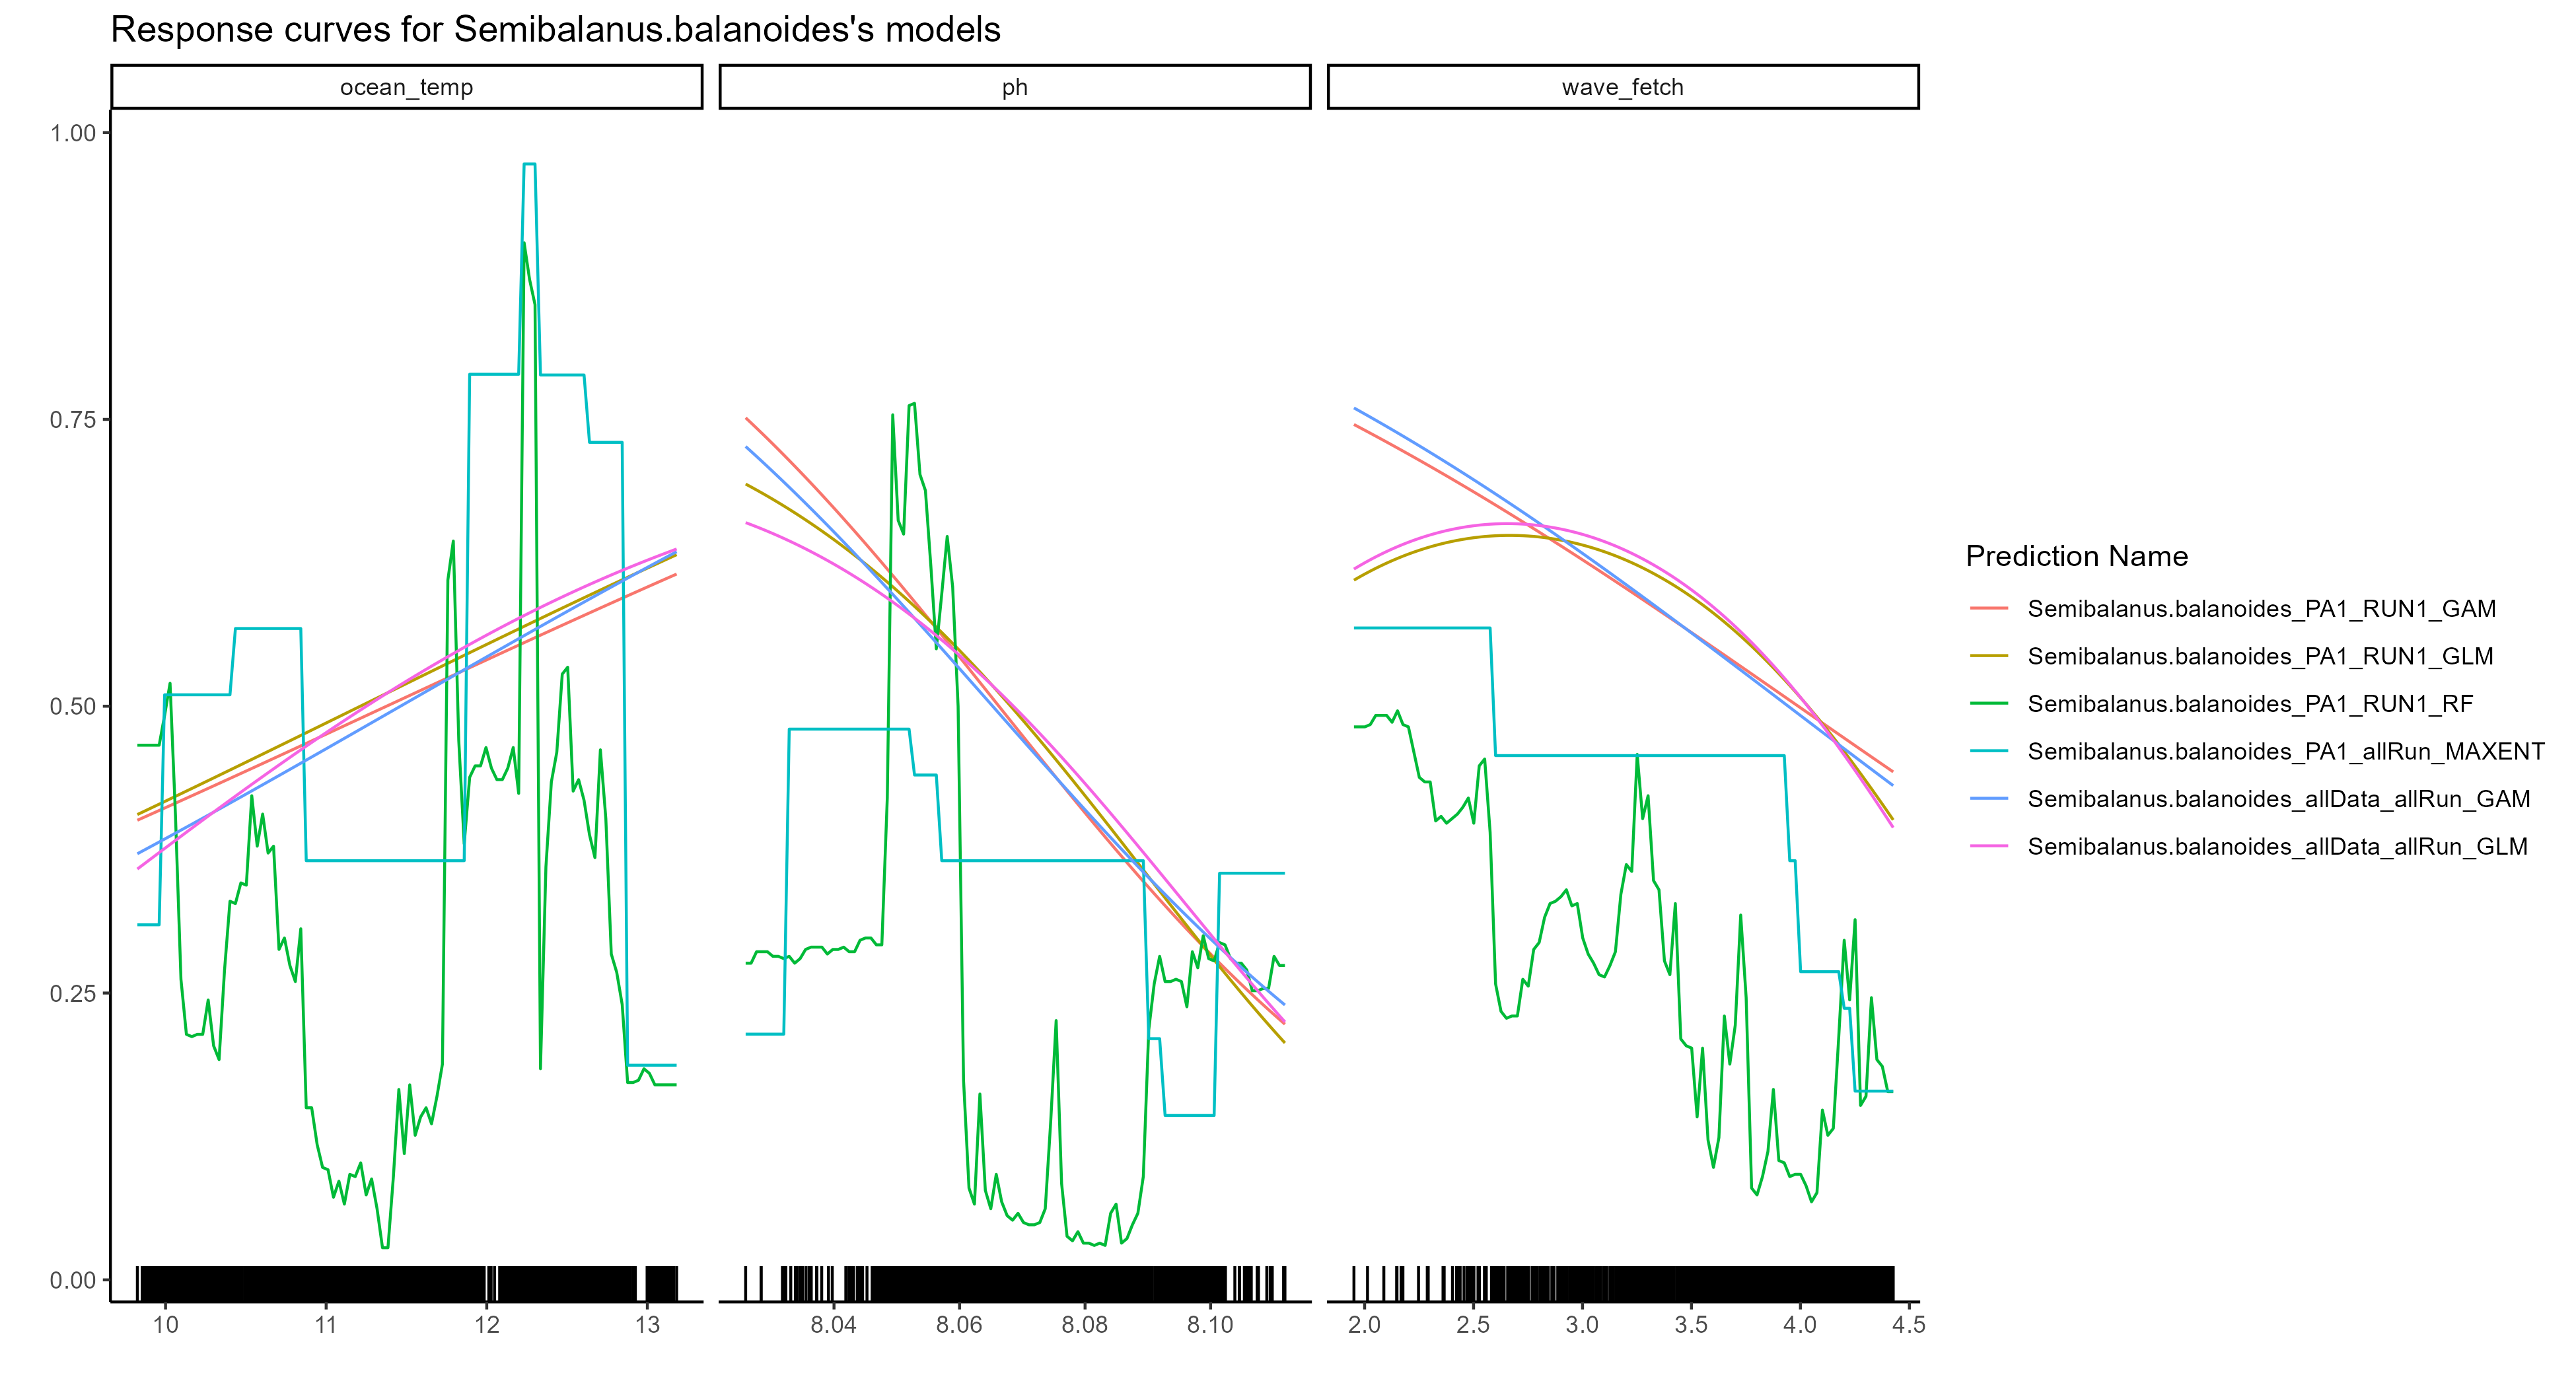 Response curves for Semibalanus.balanoides's models
ocean_temp
ph
wave_fetch
1.00
0.75
0.50
0.25
0.00
10 11 12 13
8.04 8.06 8.08 8.10
2.0 2.5 3.0 3.5 4.0 4.5
Prediction Name
Semibalanus.balanoides_PA1_RUN1_GAM
Semibalanus.balanoides_PA1_RUN1_GLM
Semibalanus.balanoides_PA1_RUN1_RF
Semibalanus.balanoides_PA1_allRun_MAXENT
Semibalanus.balanoides_allData_allRun_GAM
Semibalanus.balanoides_allData_allRun_GLM